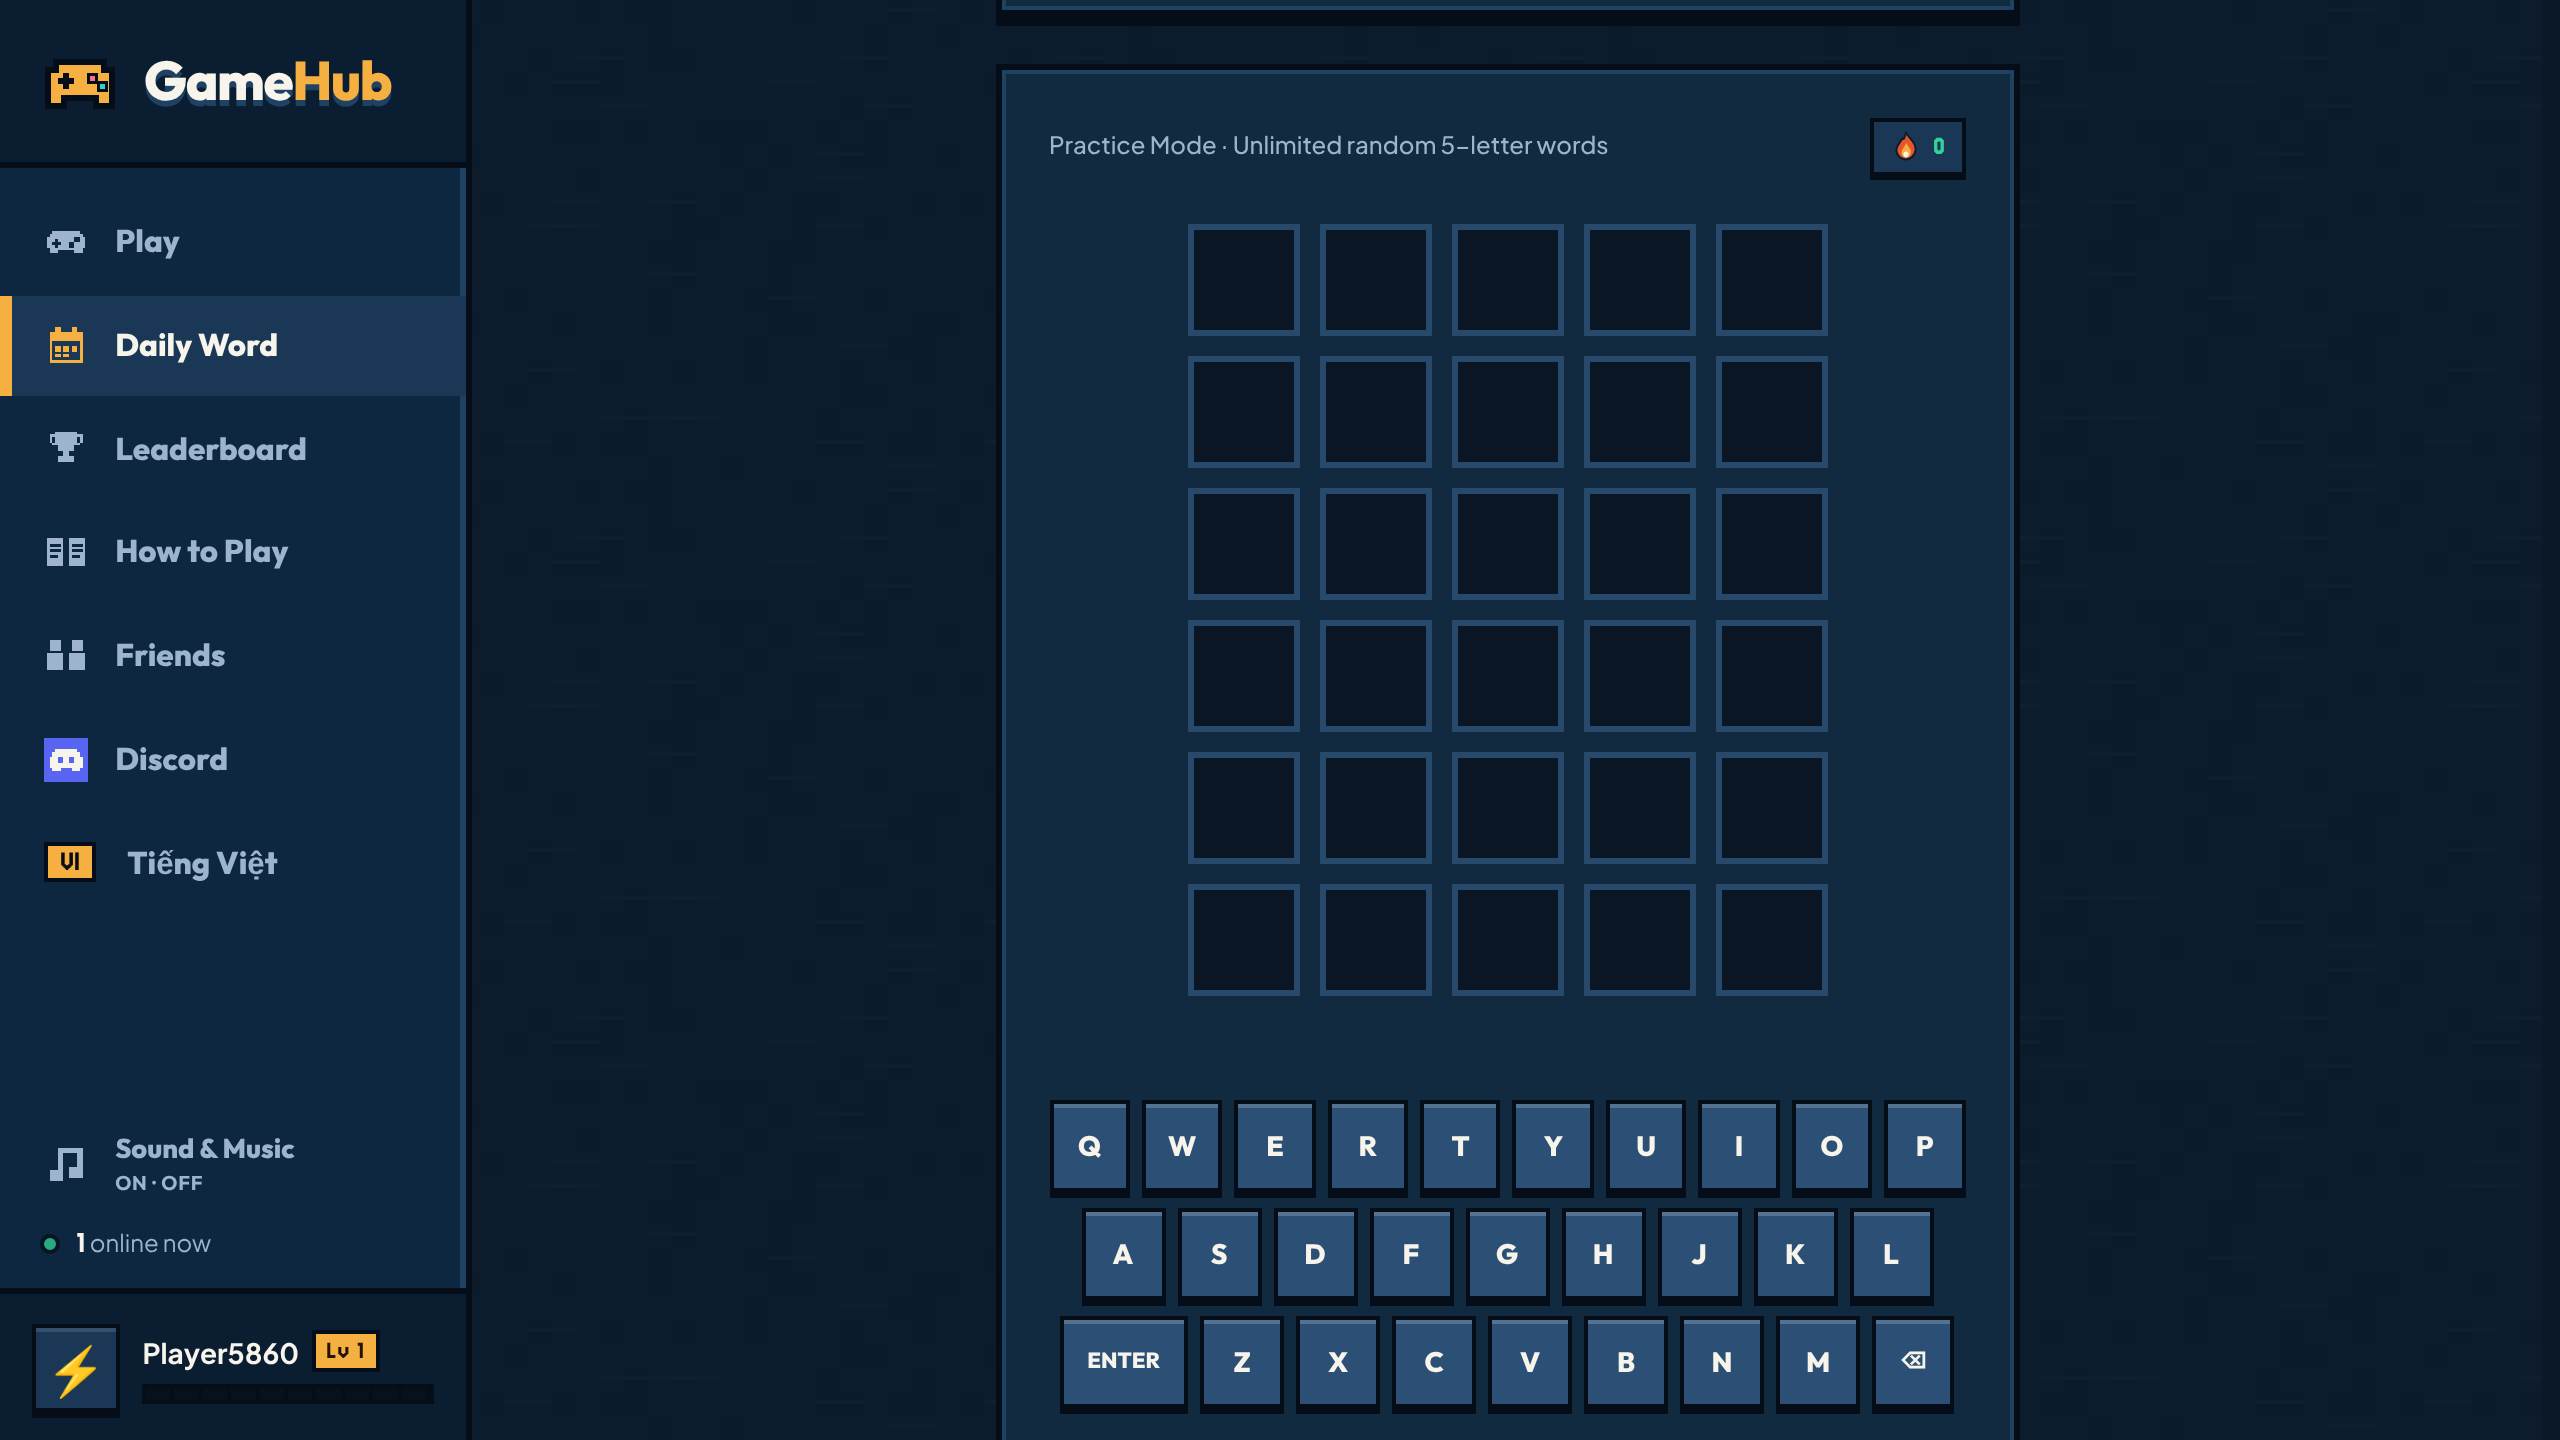 GameHub
Play
Daily Word
Leaderboard
How to Play
Friends
Discord
VI Tiếng Việt
Sound & Music
ON · OFF
1 online now
Player5860 Lv 1
Practice Mode · Unlimited random 5-letter words
0
Q W E R T Y U I O P
A S D F G H J K L
ENTER Z X C V B N M